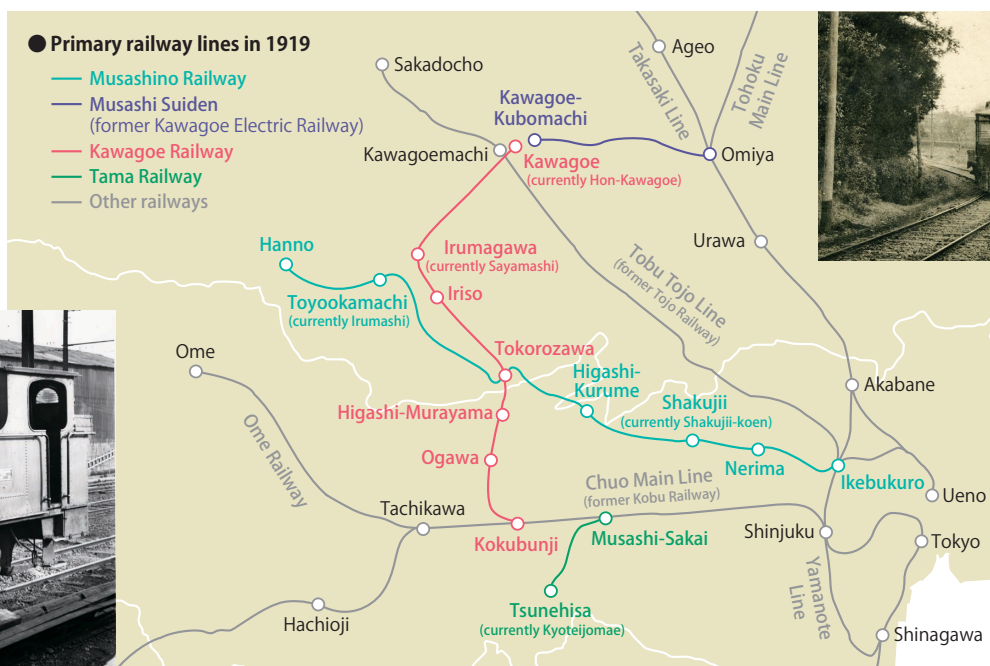 ● Primary railway lines in 1919
Musashino Railway
Musashi Suiden
(former Kawagoe Electric Railway)
Kawagoe Railway
Tama Railway
Other railways
Sakadocho
Ageo
Takasaki Line
Tohoku
Main Line
Kawagoe-
Kubomachi
Kawagoemachi
Kawagoe
(currently Hon-Kawagoe)
Omiya
Hanno
Irumagawa
(currently Sayamashi)
Urawa
Toyookamachi
(currently Irumashi)
Iriso
Tobu Tojo Line
(former Tojo Railway)
Ome
Tokorozawa
Higashi-
Kurume
Akabane
Higashi-Murayama
Shakujii
(currently Shakujii-koen)
Ogawa
Nerima
Ikebukuro
Ome Railway
Chuo Main Line
(former Kobu Railway)
Ueno
Tachikawa
Kokubunji
Musashi-Sakai
Shinjuku
Tokyo
Yamanote
Line
Hachioji
Tsunehisa
(currently Kyoteijomae)
Shinagawa